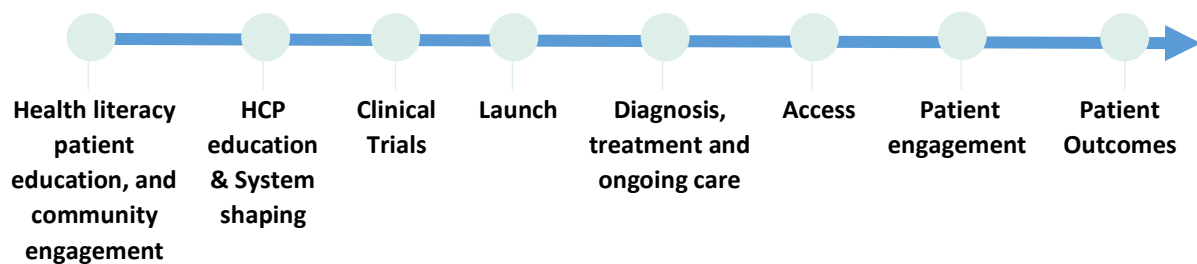 Health literacy
patient
education, and
community
engagement
HCP
education
& System
shaping
Clinical
Trials
Launch
Diagnosis,
treatment and
ongoing care
Access
Patient
engagement
Patient
Outcomes